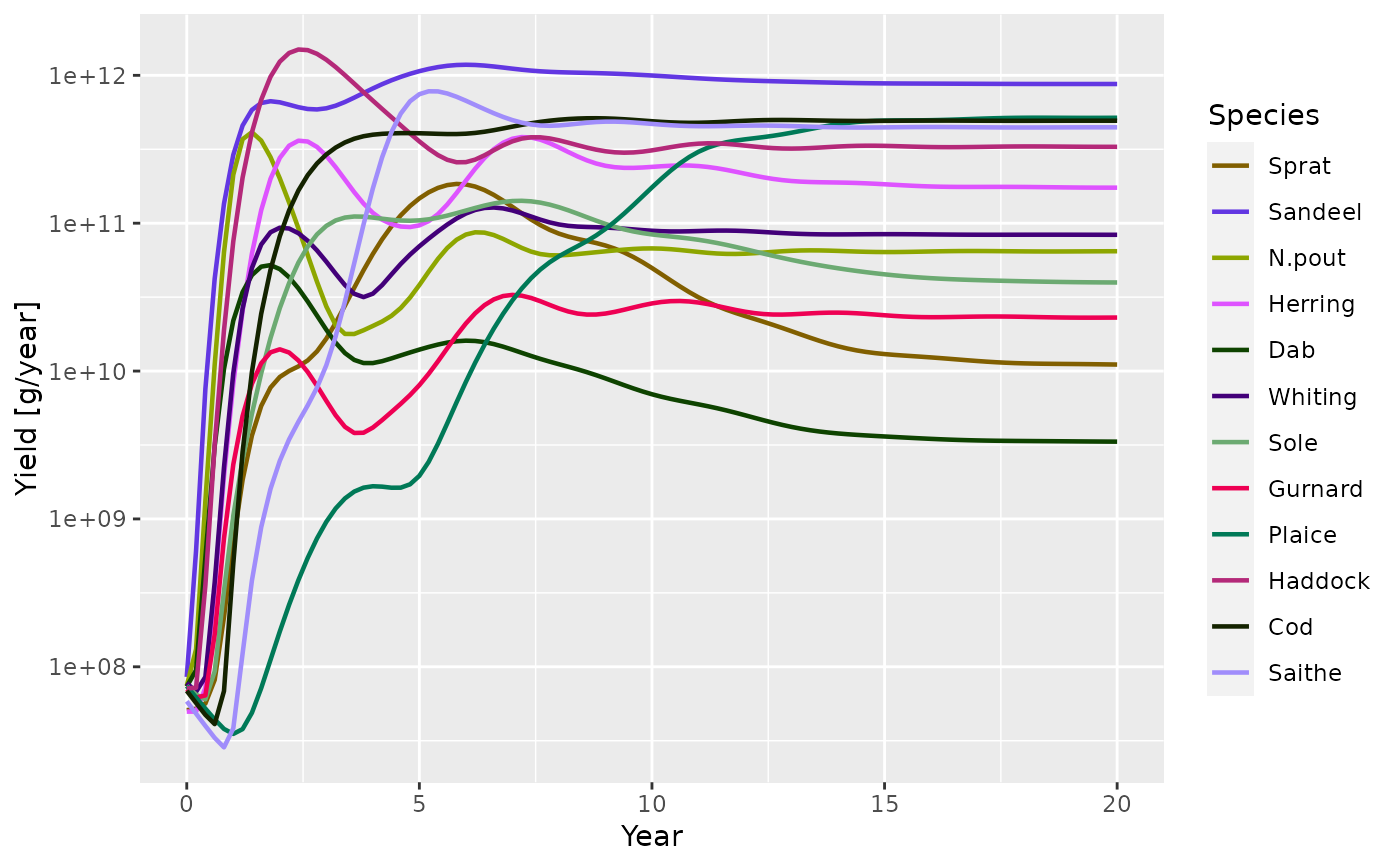 Yield [g/year]
1e+12
1e+11
1e+10
1e+09
1e+08
0 5 10 15 20
Year
Species
Sprat
Sandeel
N.pout
Herring
Dab
Whiting
Sole
Gurnard
Plaice
Haddock
Cod
Saithe